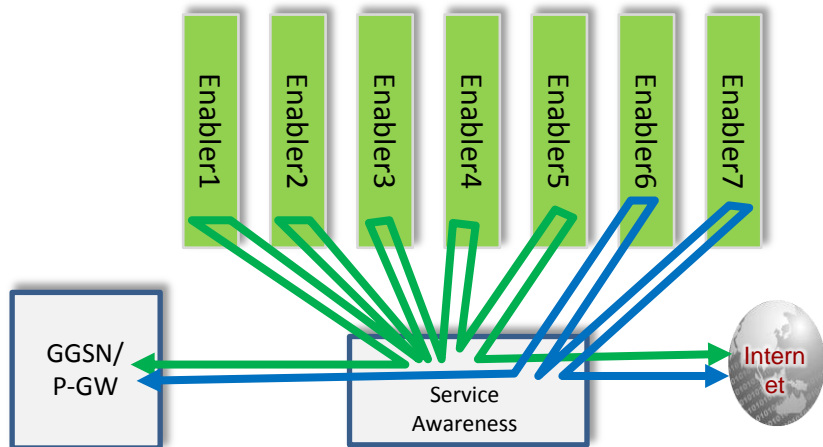 Enabler1
Enabler2
Enabler3
Enabler4
Enabler5
Enabler6
Enabler7
GGSN/
P-GW
Service
Awareness
Intern
et